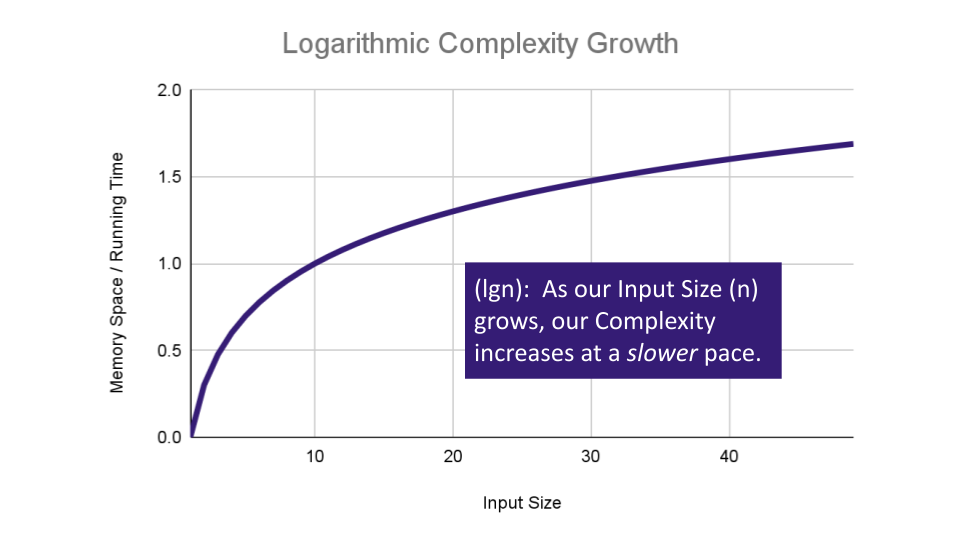 Logarithmic Complexity Growth
2.0
1.5
1.0
0.5
0.0
Memory Space / Running Time
(lgn):  As our Input Size (n)
grows, our Complexity
increases at a slower pace.
10
20
30
40
Input Size